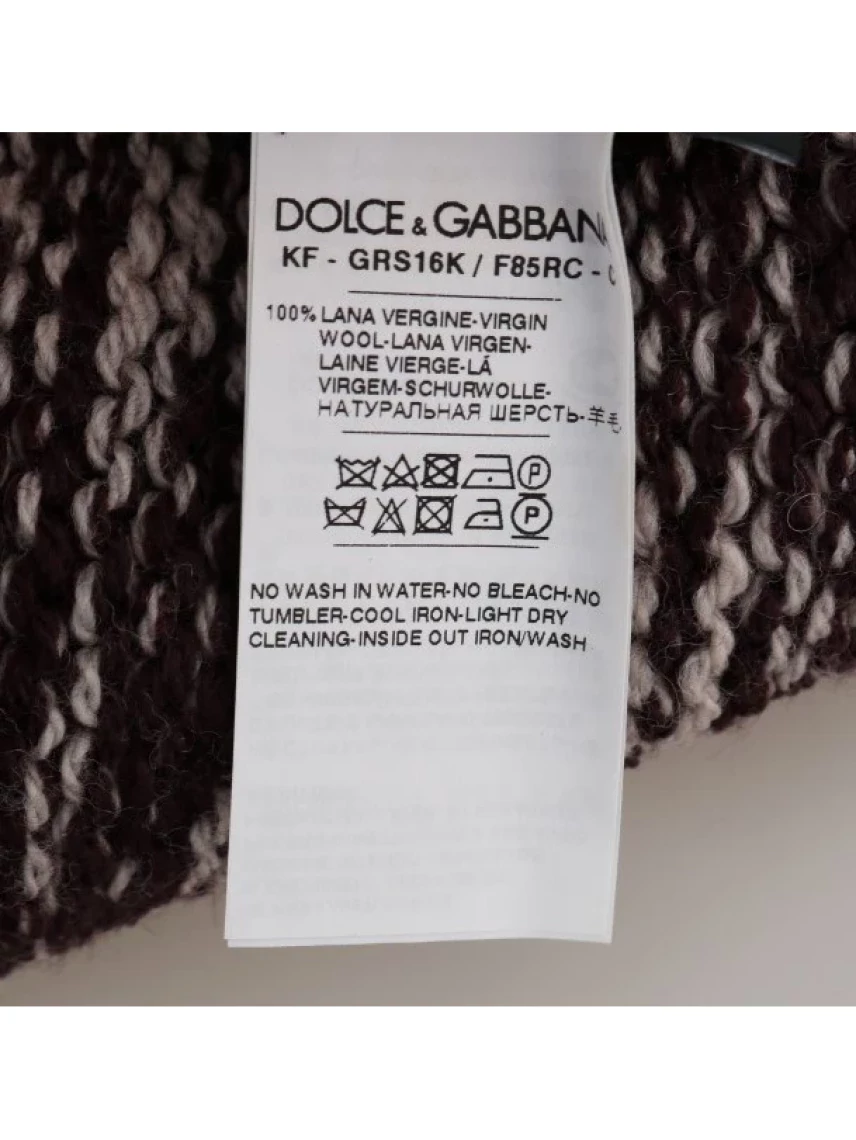 DOLCE & GABBANA
KF - GRS16K / F85RC -
100% LANA VERGINE-VIRGIN
WOOL-LANA VIRGEN-
LAINE VIERGE-LÁ
VIRGEM-SCHURWOLLE-
НАТУРАЛЬНАЯ ШЕРСТЬ-羊毛
P
P
NO WASH IN WATER-NO BLEACH-NO
TUMBLER-COOL IRON-LIGHT DRY
CLEANING-INSIDE OUT IRON/WASH